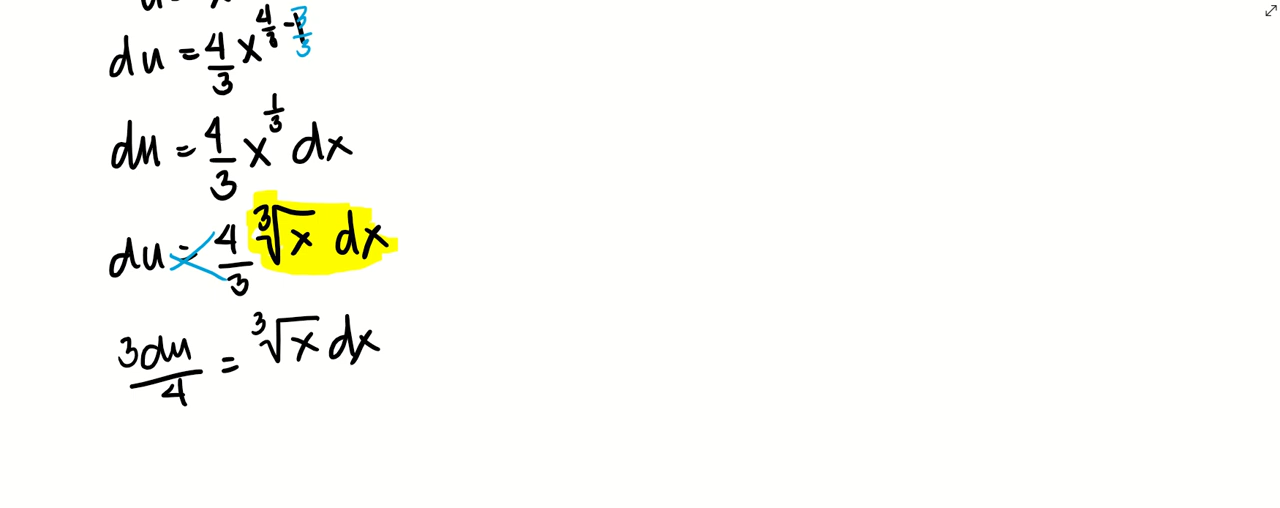 du = 4/3 x^(4/3 - 3/3)
du = 4/3 x^(1/3) dx
du = 4/3 ∛x dx
3du/4 = ∛x dx